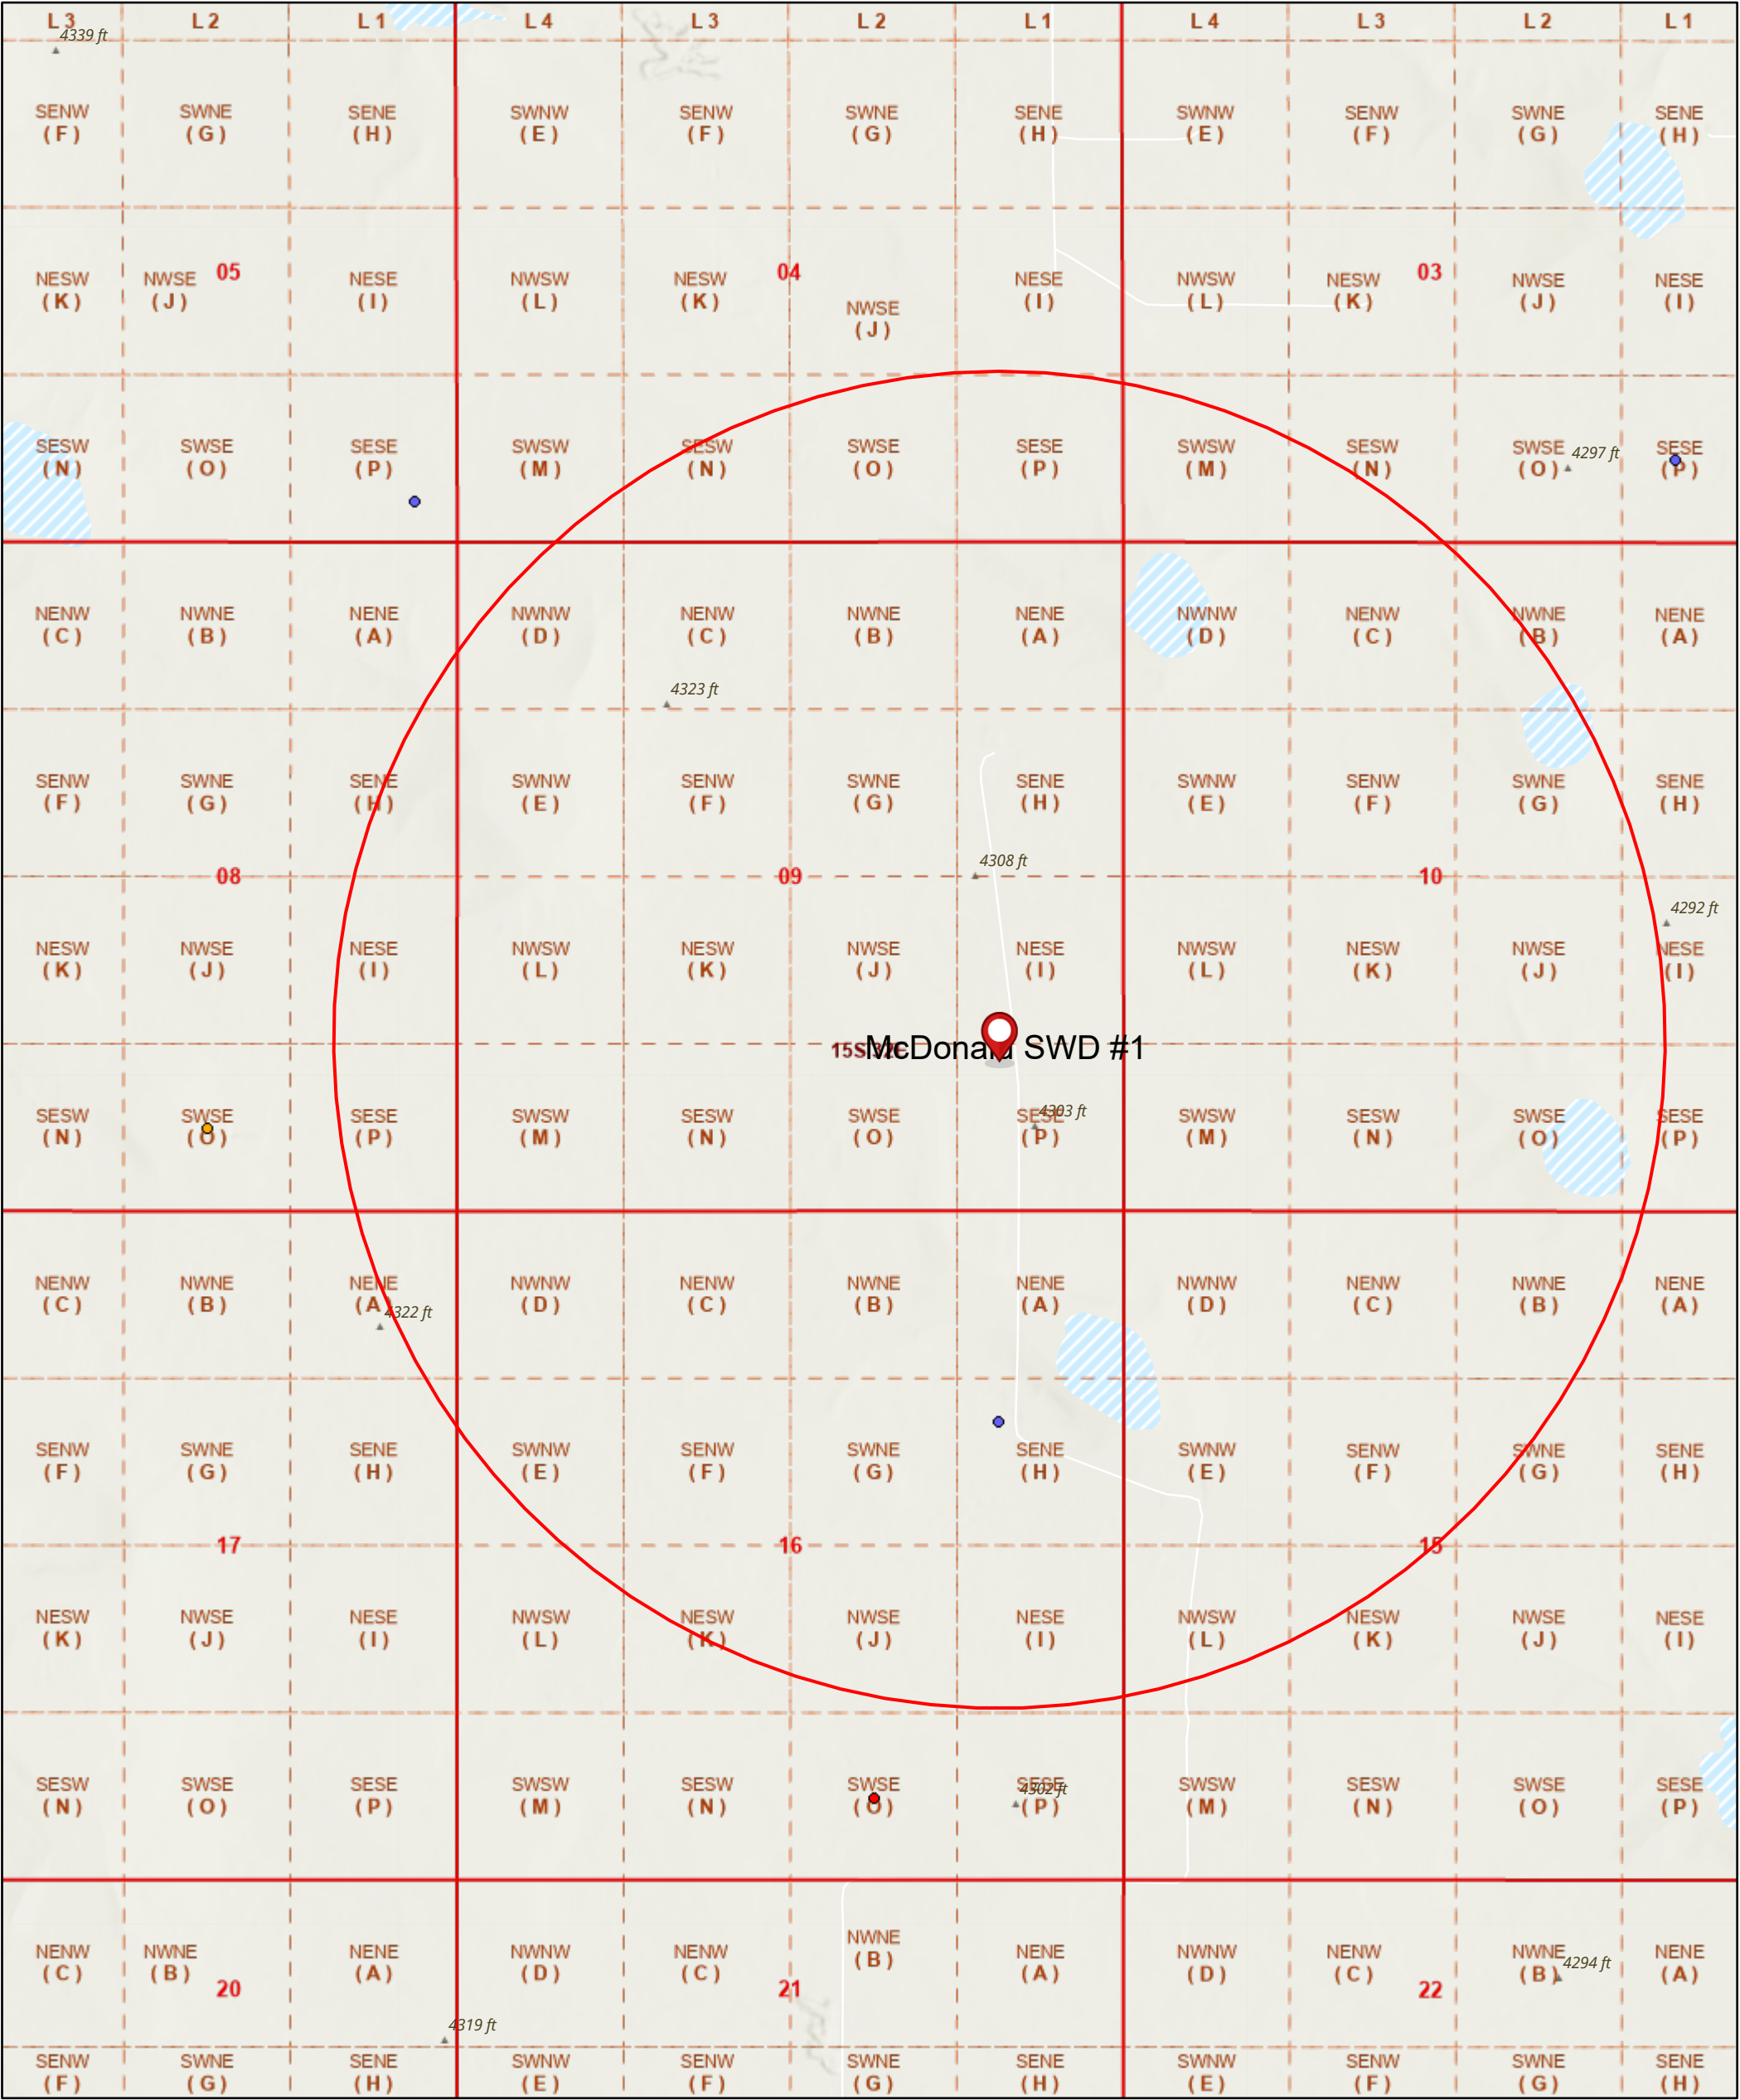 L 3 L 2 L 1 L 4 L 3 L 2 L 1 L 4 L 3 L 2 L 1
4339 ft
SENW SWNE SENE SWNW SENW SWNE SENE SWNW SENW SWNE SENE
(F) (G) (H) (E) (F) (G) (H) (E) (F) (G) (H)
05 04 03
NESW NWSE NESE NWSW NESW NWSE NESE NWSW NESW NWSE NESE
(K) (J) (I) (L) (K) (J) (I) (L) (K) (J) (I)
SESW SWSE SESE SWSW SESW SWSE SESE SWSW SESW SWSE 4297 ft SESE
(N) (O) (P) (M) (N) (O) (P) (M) (N) (O) (P)
NENW NWNE NENE NWNW NENW NWNE NENE NWNW NENW NWNE NENE
(C) (B) (A) (D) (C) (B) (A) (D) (C) (B) (A)
4323 ft
SENW SWNE SENE SWNW SENW SWNE SENE SWNW SENW SWNE SENE
(F) (G) (H) (E) (F) (G) (H) (E) (F) (G) (H)
4308 ft
08 09 10
4292 ft
NESW NWSE NESE NWSW NESW NWSE NESE NWSW NESW NWSE NESE
(K) (J) (I) (L) (K) (J) (I) (L) (K) (J) (I)
McDonald SWD #1
SESW SWSE SESE SWSW SESW SWSE SESE 4303 ft SWSW SESW SWSE SESE
(N) (O) (P) (M) (N) (O) (P) (M) (N) (O) (P)
NENW NWNE NENE NWNW NENW NWNE NENE NWNW NENW NWNE NENE
(C) (B) (A) (D) (C) (B) (A) (D) (C) (B) (A)
4322 ft
SENW SWNE SENE SWNW SENW SWNE SENE SWNW SENW SWNE SENE
(F) (G) (H) (E) (F) (G) (H) (E) (F) (G) (H)
17 16 15
NESW NWSE NESE NWSW NESW NWSE NESE NWSW NESW NWSE NESE
(K) (J) (I) (L) (K) (J) (I) (L) (K) (J) (I)
SESW SWSE SESE SWSW SESW SWSE SESE 4302 ft SWSW SESW SWSE SESE
(N) (O) (P) (M) (N) (O) (P) (M) (N) (O) (P)
NENW NWNE NENE NWNW NENW NWNE NENE NWNW NENW NWNE NENE
(C) (B) (A) (D) (C) (B) (A) (D) (C) (B) (A)
4294 ft
20 21 22
4319 ft
SENW SWNE SENE SWNW SENW SWNE SENE SWNW SENW SWNE SENE
(F) (G) (H) (E) (F) (G) (H) (E) (F) (G) (H)